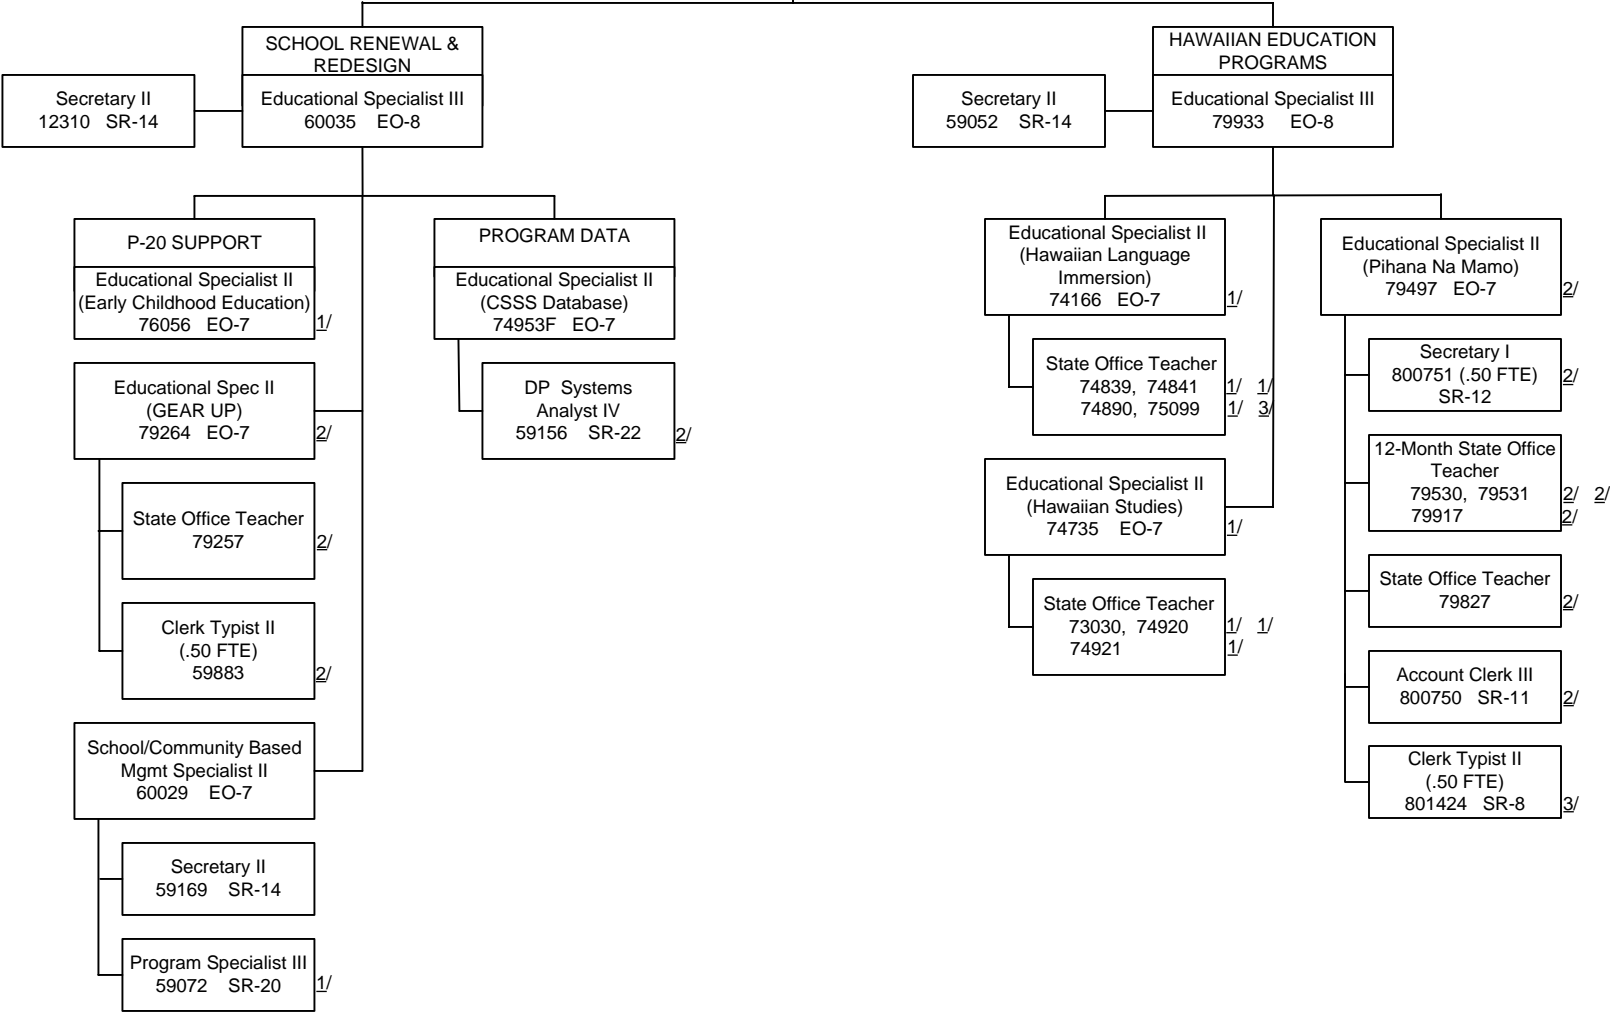 SCHOOL RENEWAL &
REDESIGN
Educational Specialist III
60035 EO-8
Secretary II
12310 SR-14
P-20 SUPPORT
Educational Specialist II
(Early Childhood Education)
76056 EO-7 1/
PROGRAM DATA
Educational Specialist II
(CSSS Database)
74953F EO-7
Educational Spec II
(GEAR UP)
79264 EO-7 2/
DP Systems
Analyst IV
59156 SR-22 2/
State Office Teacher
79257 2/
Clerk Typist II
(.50 FTE)
59883 2/
School/Community Based
Mgmt Specialist II
60029 EO-7
Secretary II
59169 SR-14
Program Specialist III
59072 SR-20 1/
HAWAIIAN EDUCATION
PROGRAMS
Educational Specialist III
79933 EO-8
Secretary II
59052 SR-14
Educational Specialist II
(Hawaiian Language
Immersion)
74166 EO-7 1/
State Office Teacher
74839, 74841 1/ 1/
74890, 75099 1/ 3/
Educational Specialist II
(Hawaiian Studies)
74735 EO-7 1/
State Office Teacher
73030, 74920 1/ 1/
74921 1/
Educational Specialist II
(Pihana Na Mamo)
79497 EO-7 2/
Secretary I
800751 (.50 FTE) 2/
SR-12
12-Month State Office
Teacher
79530, 79531 2/ 2/
79917 2/
State Office Teacher
79827 2/
Account Clerk III
800750 SR-11 2/
Clerk Typist II
(.50 FTE)
801424 SR-8 3/